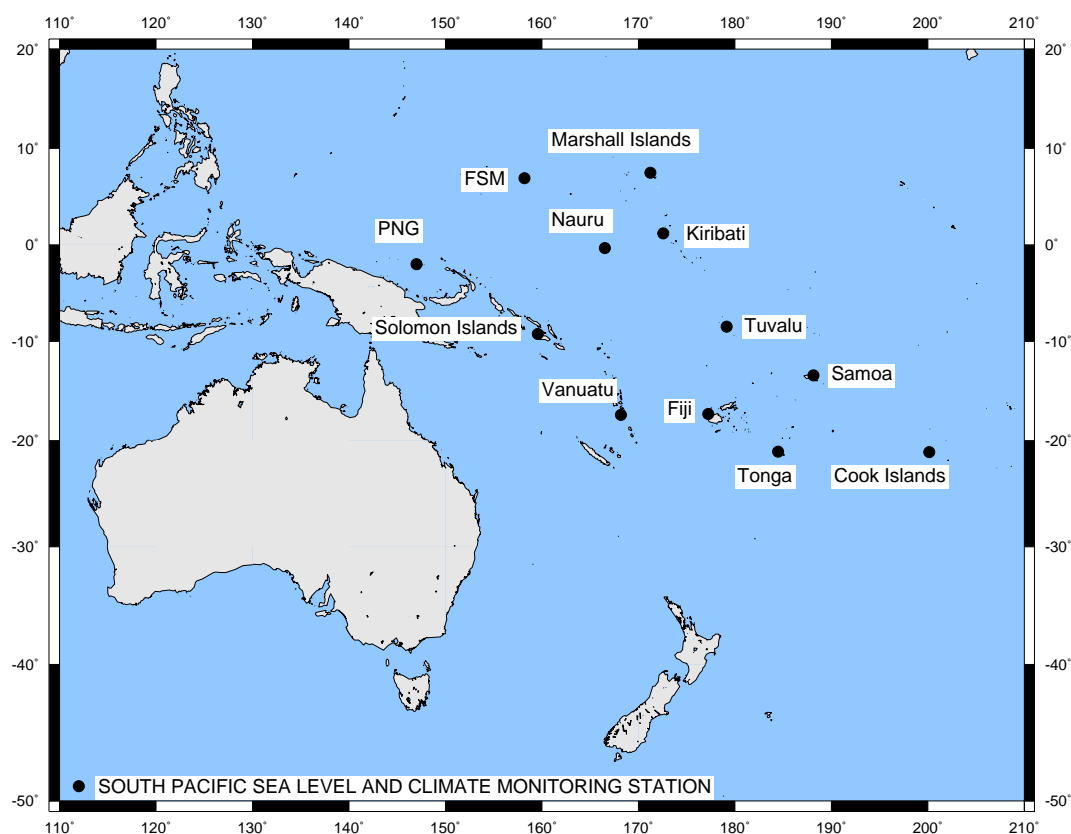 110˚ 120˚ 130˚ 140˚ 150˚ 160˚ 170˚ 180˚ 190˚ 200˚ 210˚
20˚ 20˚
Marshall Islands
10˚ 10˚
FSM
Nauru
PNG
Kiribati
0˚ 0˚
Tuvalu
Solomon Islands
-10˚ -10˚
Samoa
Vanuatu
Fiji
-20˚ -20˚
Tonga
Cook Islands
-30˚ -30˚
-40˚ -40˚
SOUTH PACIFIC SEA LEVEL AND CLIMATE MONITORING STATION
-50˚ -50˚
110˚ 120˚ 130˚ 140˚ 150˚ 160˚ 170˚ 180˚ 190˚ 200˚ 210˚